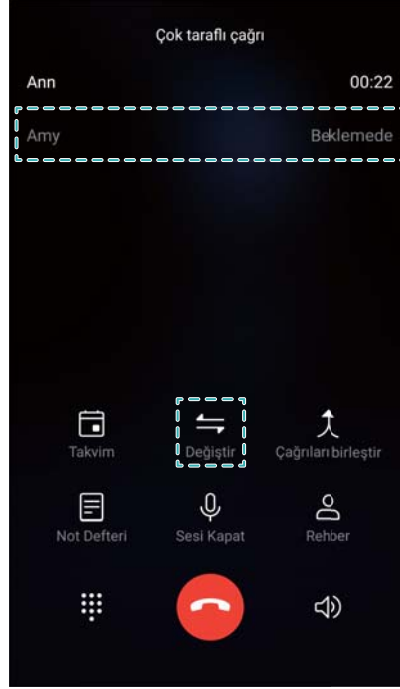 Çok taraflı çağrı
Ann 00:22
Amy Beklemede
Takvim Değiştir Çağrıları birleştir
Not Defteri Sesi Kapat Rehber